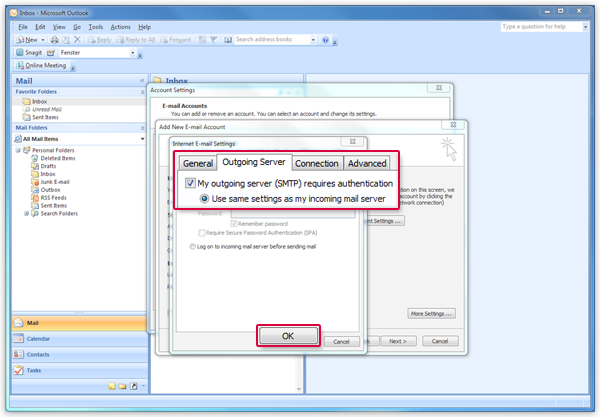 Inbox - Microsoft Outlook
File Edit View Go Tools Actions Help
Type a question for help
New Reply Reply to All Forward Search address books
Snagit Fenster
Online Meeting
Mail
Inbox
Favorite Folders
Inbox
Unread Mail
Sent Items
Mail Folders
All Mail Items
Personal Folders
Deleted Items
Drafts
Inbox
Junk E-mail
Outbox
RSS Feeds
Sent Items
Search Folders
Mail
Calendar
Contacts
Tasks
Account Settings
E-mail Accounts
You can add or remove an account. You can select an account and change its settings.
Add New E-mail Account
Internet E-mail Settings
General Outgoing Server Connection Advanced
My outgoing server (SMTP) requires authentication
Use same settings as my incoming mail server
Password:
Remember password
Require Secure Password Authentication (SPA)
Log on to incoming mail server before sending mail
OK
Cancel
on this screen, we
account by clicking the
network connection)
Settings ...
More Settings ...
Next >
Cancel